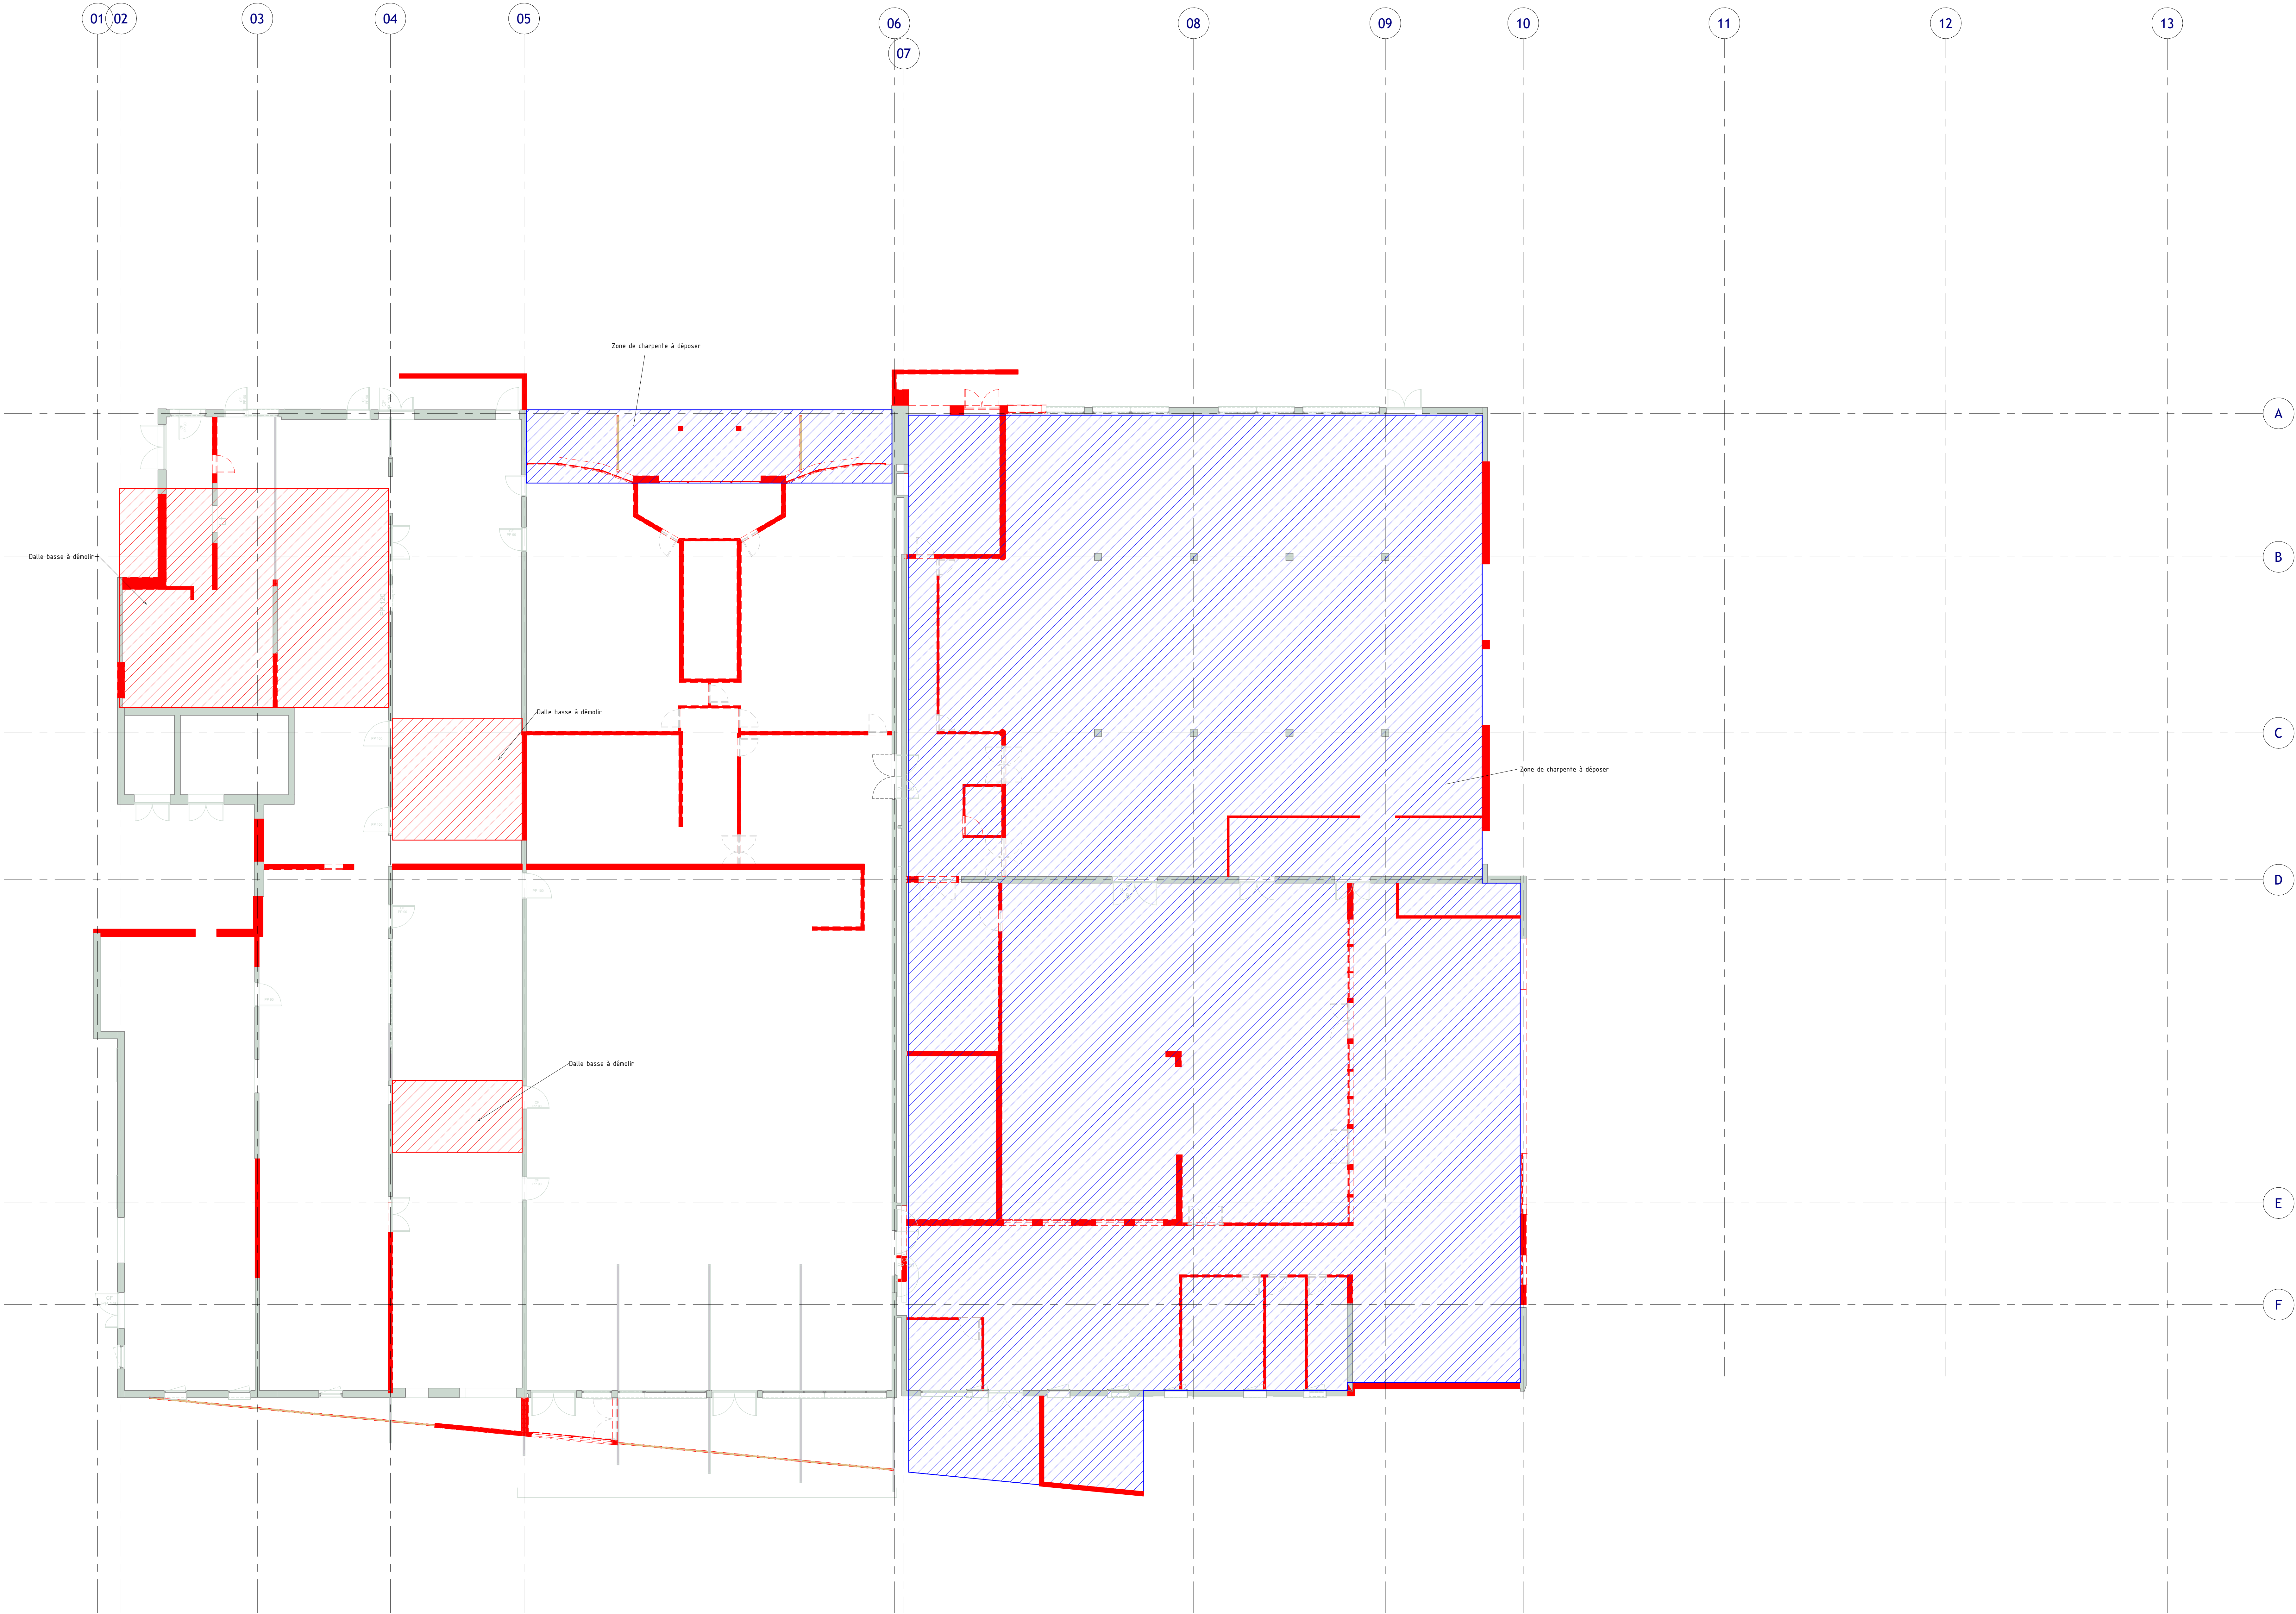 01
02
03
04
05
06
07
08
09
10
11
12
13
Zone de charpente à déposer
A
Dalle basse à démolir
B
Dalle basse à démolir
C
Zone de charpente à déposer
D
Dalle basse à démolir
E
F